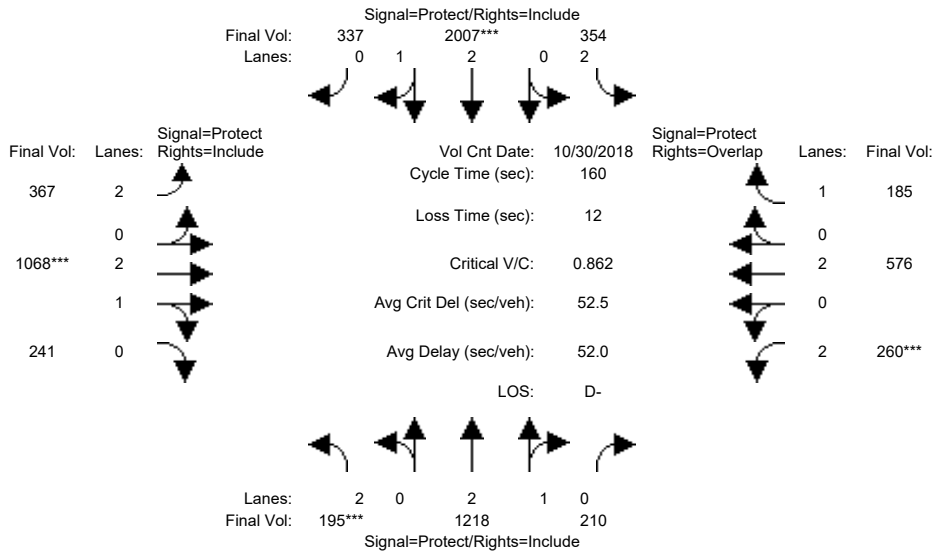 Signal=Protect/Rights=Include
Final Vol: 337 2007*** 354
Lanes: 0 1 2 0 2
Signal=Protect
Final Vol: Lanes: Rights=Include
Vol Cnt Date: 10/30/2018
Signal=Protect
Rights=Overlap Lanes: Final Vol:
Cycle Time (sec): 160
367 2
1 185
Loss Time (sec): 12
0
0
1068*** 2
Critical V/C: 0.862
2 576
1
Avg Crit Del (sec/veh): 52.5
0
241 0
Avg Delay (sec/veh): 52.0
2 260***
LOS: D-
Lanes: 2 0 2 1 0
Final Vol: 195*** 1218 210
Signal=Protect/Rights=Include